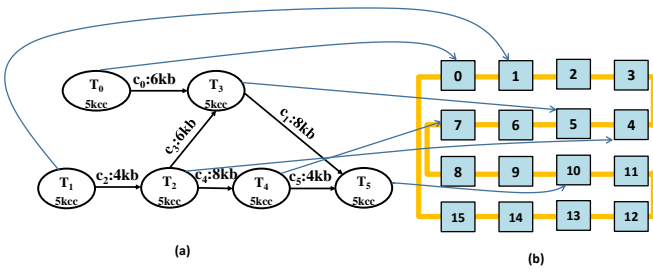 T₀
5kcc
c₀:6kb
T₃
5kcc
c₁:8kb
c₃:6kb
T₁
5kcc
c₂:4kb
T₂
5kcc
c₄:8kb
T₄
5kcc
c₅:4kb
T₅
5kcc
(a)
0 1 2 3
7 6 5 4
8 9 10 11
15 14 13 12
(b)